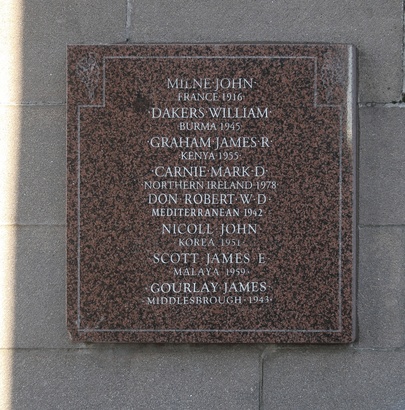 MILNE·JOHN·
FRANCE·1916·
DAKERS·WILLIAM·
BURMA·1945·
·GRAHAM·JAMES·R·
KENYA·1955·
·CARNIE·MARK·D·
NORTHERN IRELAND·1978·
DON·ROBERT·W·D·
MEDITERRANEAN 1942
NICOLL JOHN
KOREA 1951·
SCOTT JAMES E
MALAYA 1959·
GOURLAY·JAMES
·MIDDLESBROUGH·1943·